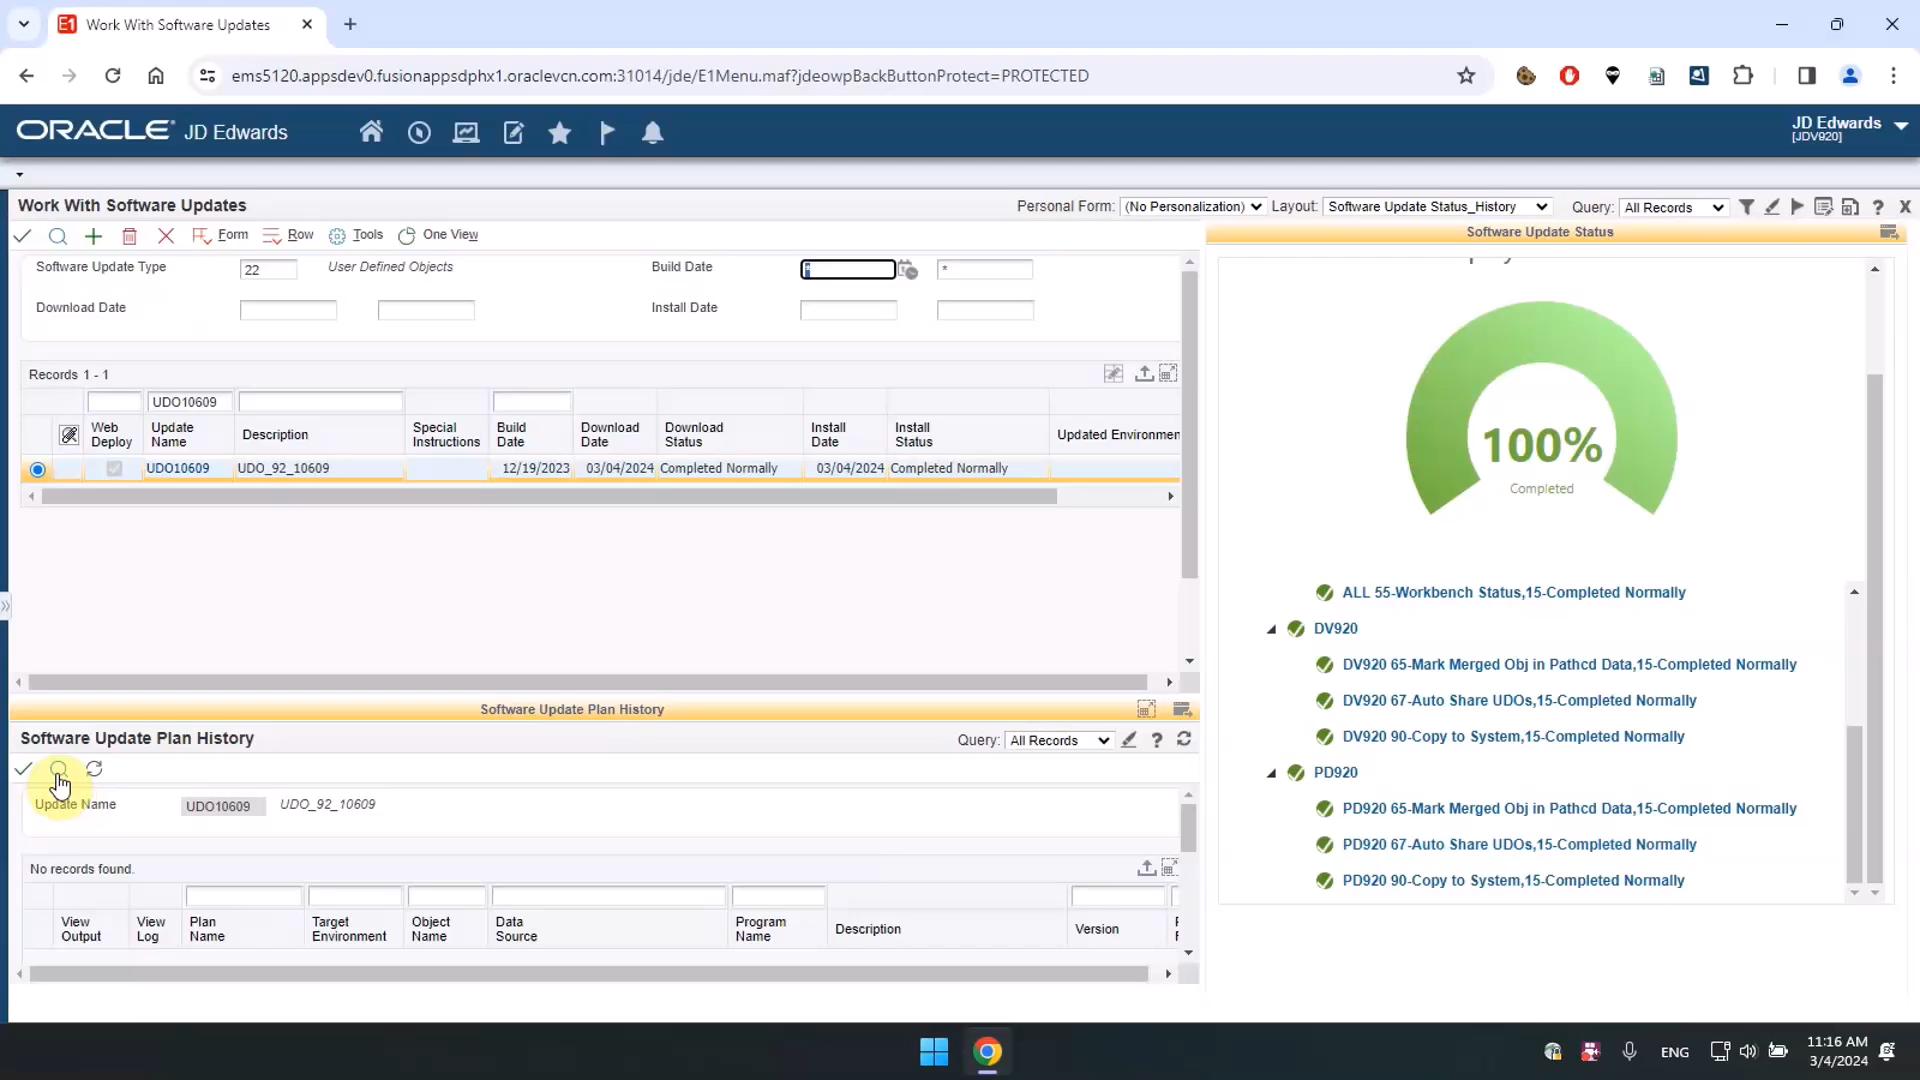 Work With Software Updates
ems5120.appsdev0.fusionappsdphx1.oraclevcn.com:31014/jde/E1Menu.maf?jdeowpBackButtonProtect=PROTECTED
ORACLE JD Edwards
JD Edwards
[JDV920]
Work With Software Updates
Personal Form: (No Personalization) Layout: Software Update Status_History Query: All Records
Form Row Tools One View
Software Update Status
Software Update Type 22 User Defined Objects Build Date * *
Download Date Install Date
Records 1 - 1
UDO10609
Web Deploy Update Name Description Special Instructions Build Date Download Date Download Status Install Date Install Status Updated Environmen
UDO10609 UDO_92_10609 12/19/2023 03/04/2024 Completed Normally 03/04/2024 Completed Normally
100%
Completed
ALL 55-Workbench Status,15-Completed Normally
DV920
DV920 65-Mark Merged Obj in Pathcd Data,15-Completed Normally
DV920 67-Auto Share UDOs,15-Completed Normally
DV920 90-Copy to System,15-Completed Normally
PD920
PD920 65-Mark Merged Obj in Pathcd Data,15-Completed Normally
PD920 67-Auto Share UDOs,15-Completed Normally
PD920 90-Copy to System,15-Completed Normally
Software Update Plan History
Software Update Plan History Query: All Records
Update Name UDO10609 UDO_92_10609
No records found.
View Output View Log Plan Name Target Environment Object Name Data Source Program Name Description Version
ENG
11:16 AM
3/4/2024